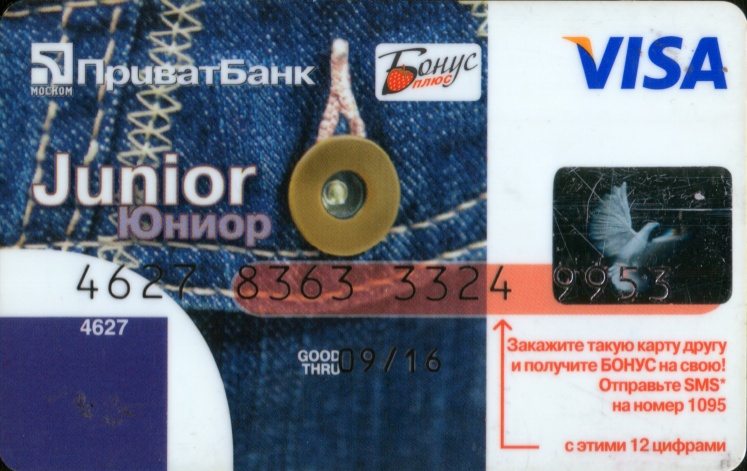 МОСКОМ
ПриватБанк
Бонус
плюс
VISA
Junior
Юниор
4627 8363 3324 9953
4627
GOOD THRU 09/16
Закажите такую карту другу
и получите БОНУС на свою!
Отправьте SMS*
на номер 1095
с этими 12 цифрами